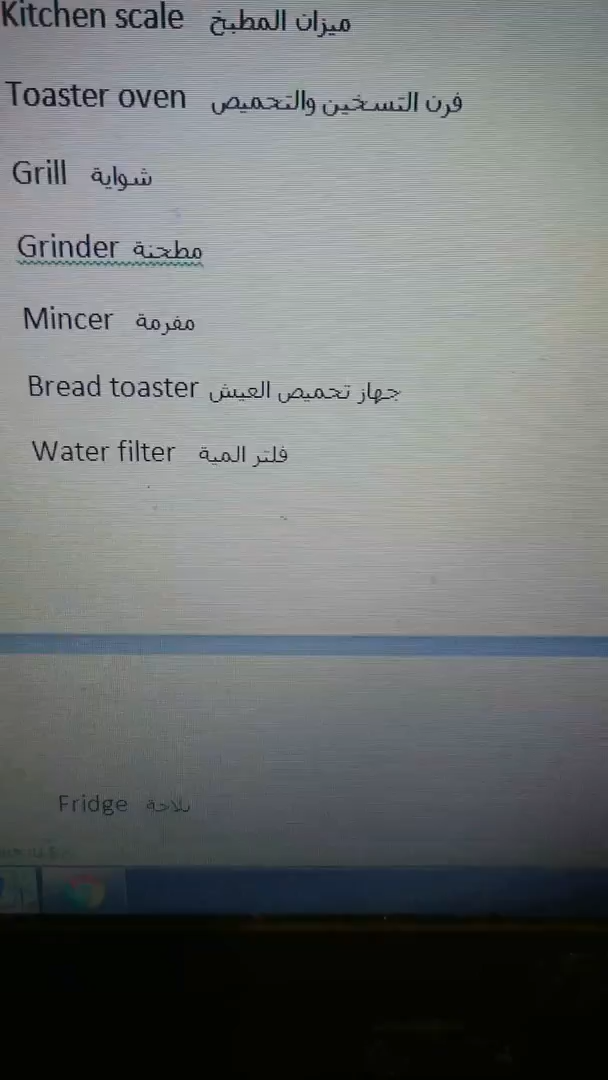 Kitchen scale ميزان المطبخ
Toaster oven فرن التسخين والتحميص
Grill شواية
Grinder مطحنة
Mincer مفرمة
Bread toaster جهاز تحميص العيش
Water filter فلتر المية
Fridge تلاجة